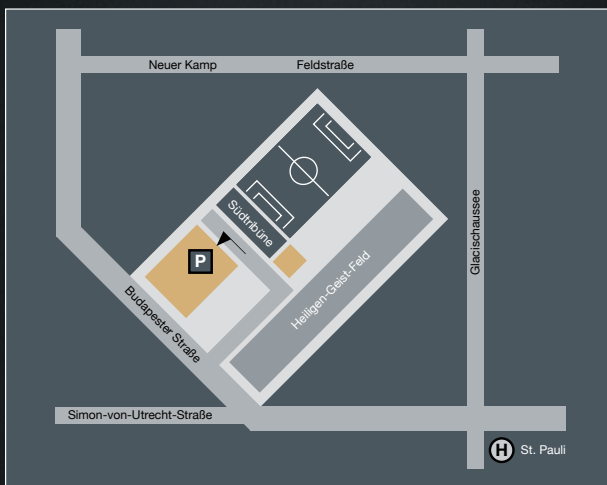 Neuer Kamp
Feldstraße
Glacischaussee
Südtribüne
P
Heiligen-Geist-Feld
Budapester Straße
Simon-von-Utrecht-Straße
H
St. Pauli